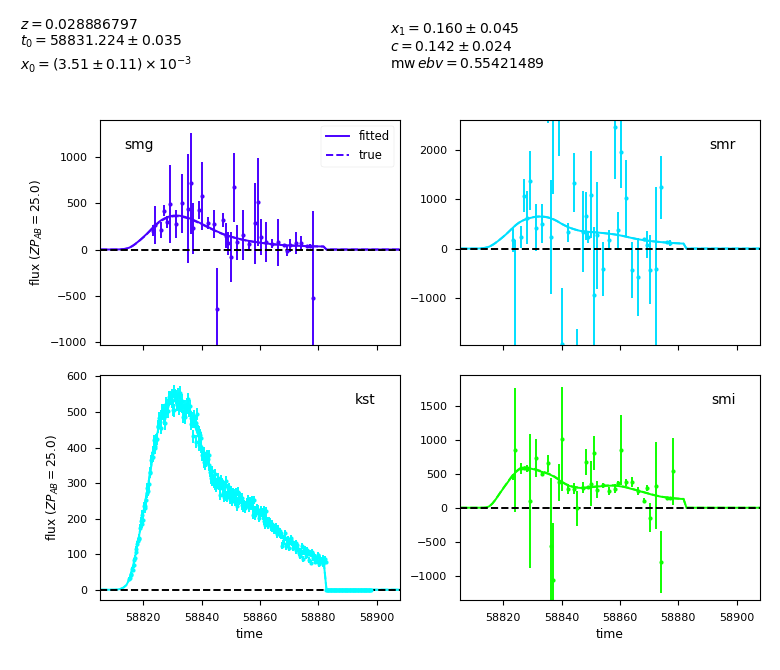 z = 0.028886797
t₀ = 58831.224 ± 0.035
x₀ = (3.51 ± 0.11) × 10⁻³
x₁ = 0.160 ± 0.045
c = 0.142 ± 0.024
mw ebv = 0.55421489
smg
fitted
true
1000
500
0
−500
−1000
flux (ZP_AB = 25.0)
smr
2000
1000
0
−1000
kst
600
500
400
300
200
100
0
flux (ZP_AB = 25.0)
58820 58840 58860 58880 58900
time
smi
1500
1000
500
0
−500
−1000
58820 58840 58860 58880 58900
time